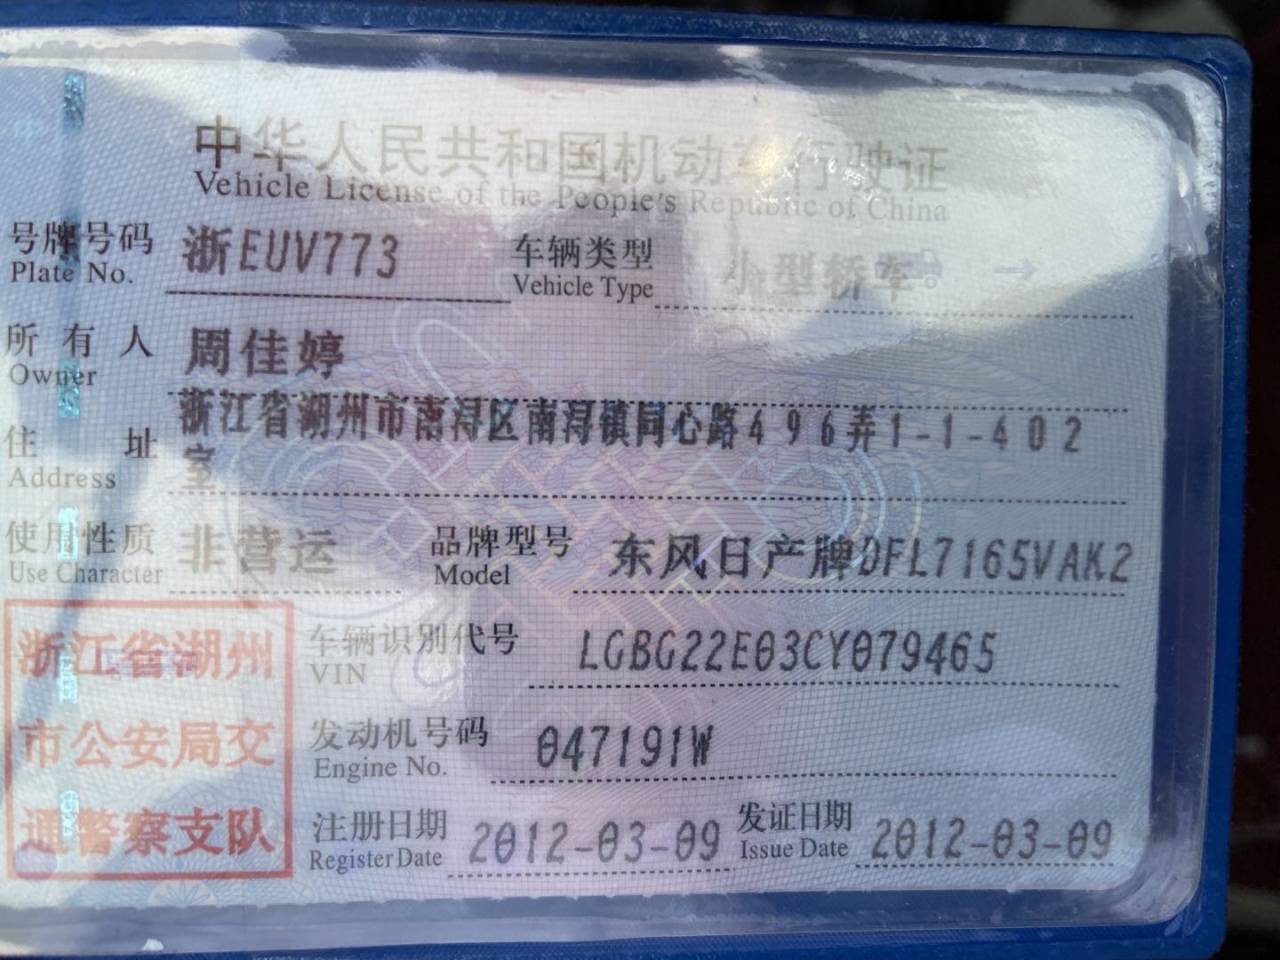 中华人民共和国机动车行驶证
Vehicle License of the People's Republic of China
号牌号码 浙EUV773 车辆类型 小型轿车
Plate No. Vehicle Type
所有人 周佳婷
Owner
住址 浙江省湖州市南浔区南浔镇同心路496弄1-1-402
Address 室
使用性质 非营运 品牌型号 东风日产牌DFL7165VAK2
Use Character Model
浙江省湖州 车辆识别代号 LGBG22E03CY079465
VIN
市公安局交 发动机号码 047191W
Engine No.
通警察支队 注册日期 2012-03-09 发证日期 2012-03-09
Register Date Issue Date